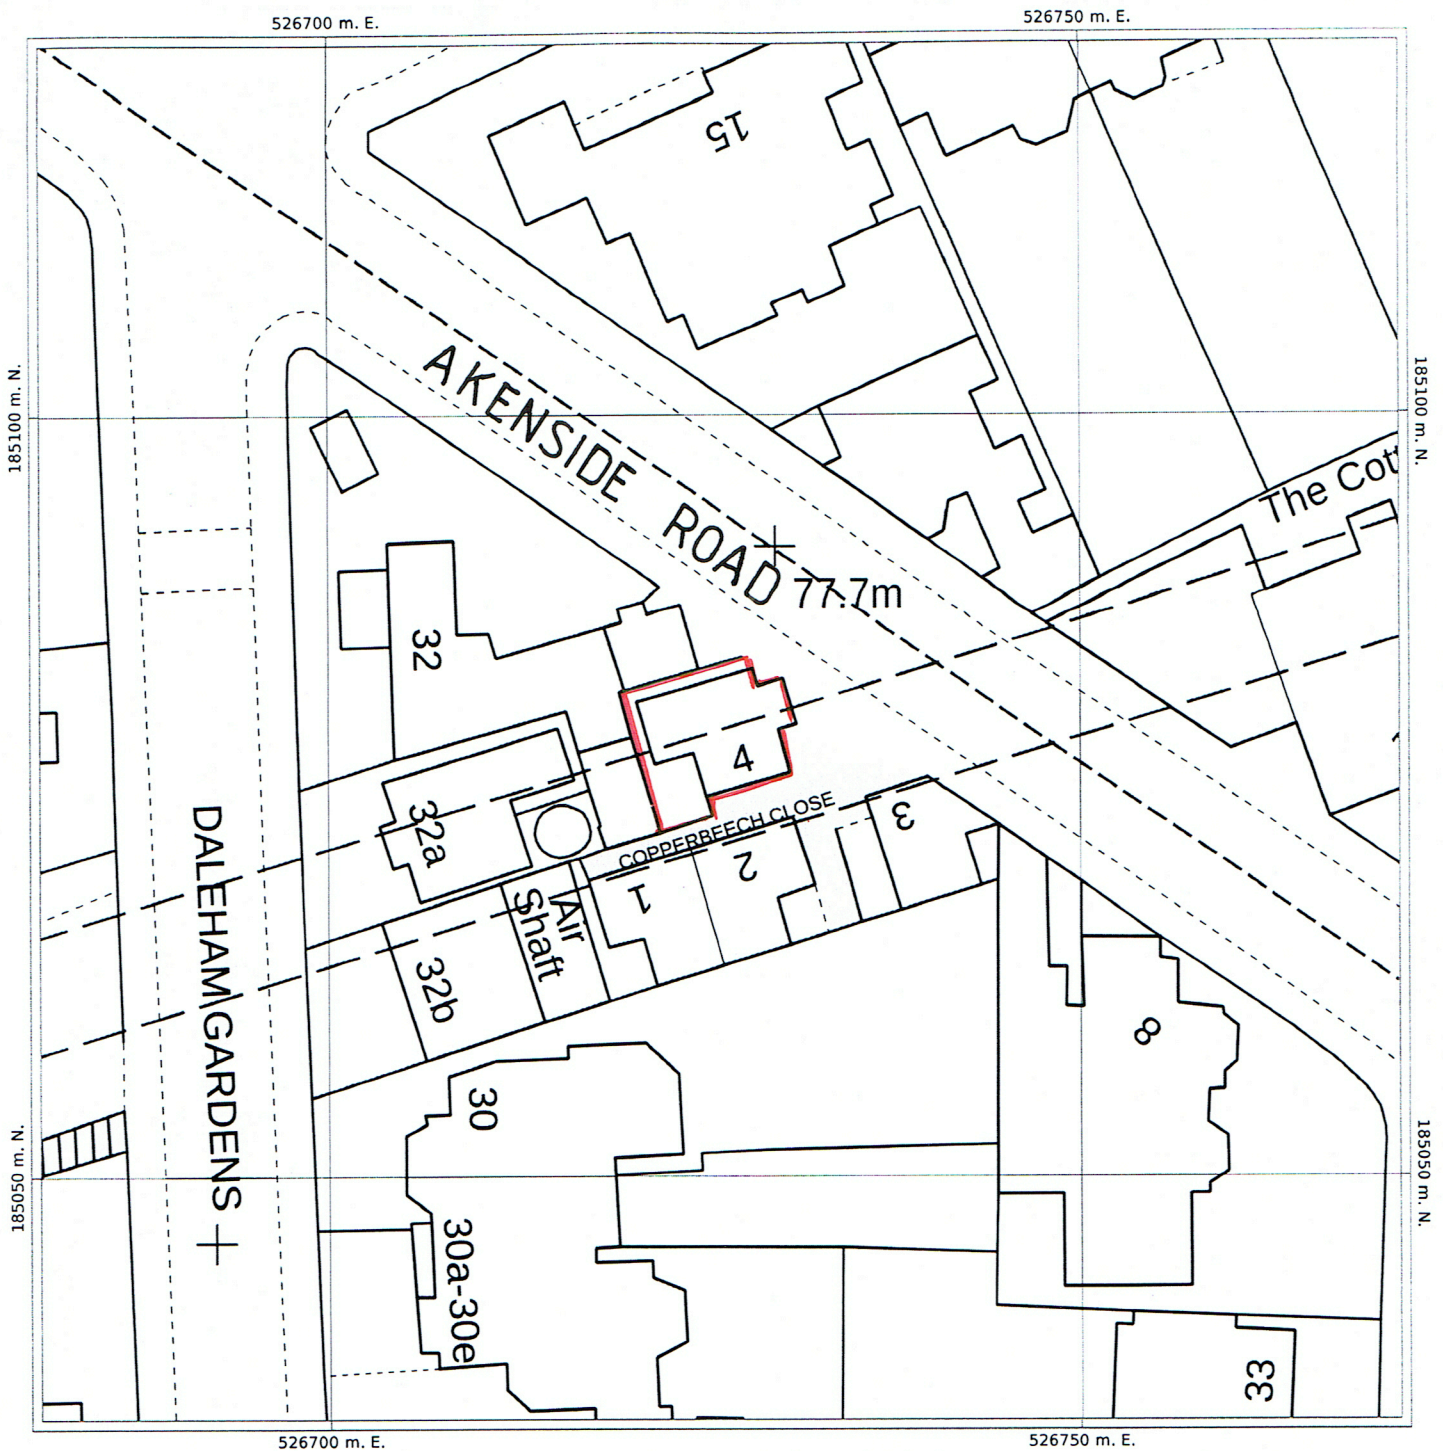 526700 m. E.
526750 m. E.
15
185100 m. N.
185100 m. N.
AKENSIDE ROAD
77.7m
The Cott
32
4
32a
COPPERBEECH CLOSE
3
2
1
Air
Shaft
32b
DALEHAM GARDENS
8
30
185050 m. N.
185050 m. N.
30a-30e
33
526700 m. E.
526750 m. E.